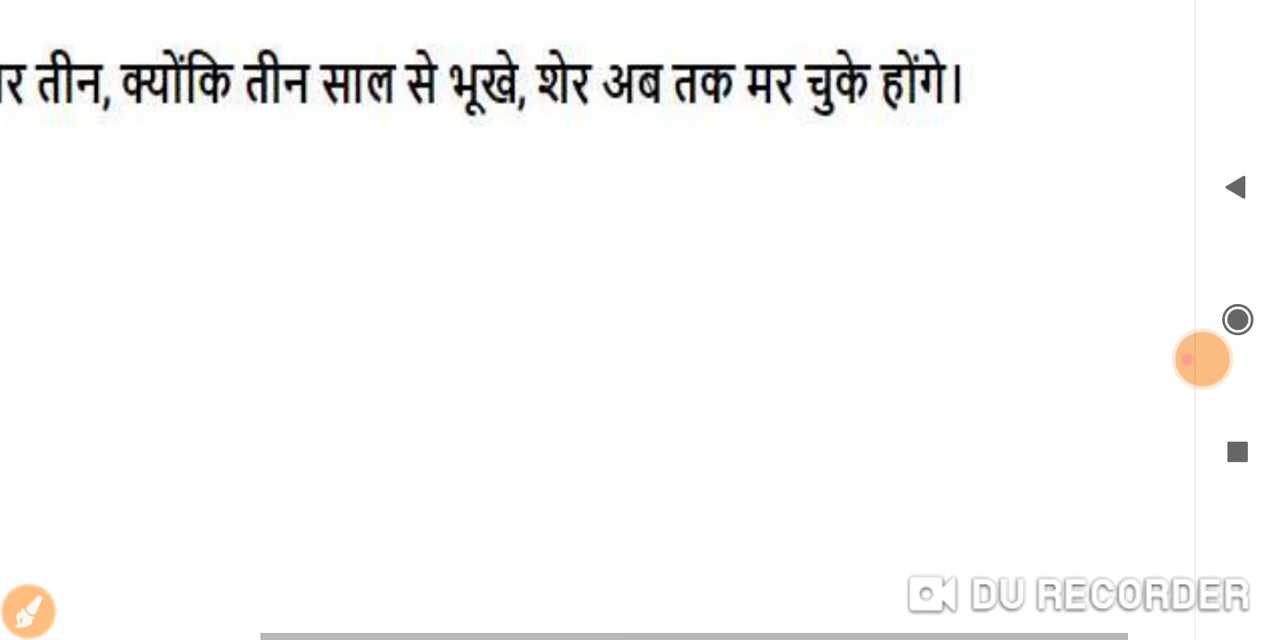 तीन, क्योंकि तीन साल से भूखे, शेर अब तक मर चुके होंगे।
DU RECORDER